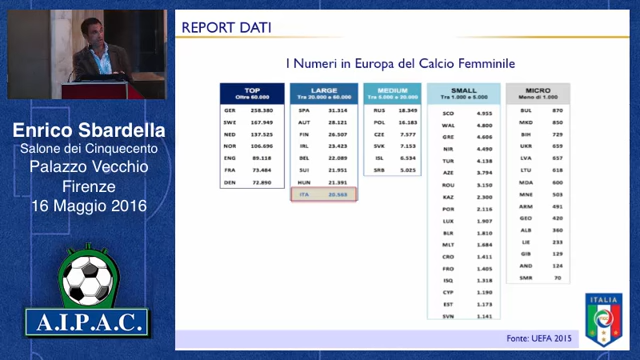 REPORT DATI
I Numeri in Europa del Calcio Femminile
TOP
Oltre 60.000
GER 258.380
SWE 167.949
NED 137.525
NOR 106.696
ENG 89.118
FRA 73.484
DEN 72.890
LARGE
Tra 20.000 e 60.000
SPA 31.314
AUT 28.121
FIN 26.507
IRL 23.423
BEL 22.089
SUI 21.951
HUN 21.391
ITA 20.563
MEDIUM
Tra 5.000 e 20.000
RUS 18.349
POL 16.183
CZE 7.577
SVK 7.153
ISL 6.534
SRB 5.025
SMALL
Tra 1.000 e 5.000
SCO 4.955
WAL 4.800
GRE 4.606
NIR 4.490
TUR 4.138
AZE 3.794
ROU 3.150
KAZ 2.300
POR 2.116
LUX 1.907
BLR 1.810
MLT 1.684
CRO 1.411
FRO 1.405
ISQ 1.318
CYP 1.190
EST 1.173
SVN 1.141
MICRO
Meno di 1.000
BUL 870
MKD 850
BIH 729
UKR 659
LVA 637
LTU 618
MDA 600
MNE 503
ARM 491
GEO 420
ALB 360
LIE 233
GIB 129
AND 124
SMR 70
Fonte: UEFA 2015
ITALIA
Enrico Sbardella
Salone dei Cinquecento
Palazzo Vecchio
Firenze
16 Maggio 2016
A.I.P.A.C.